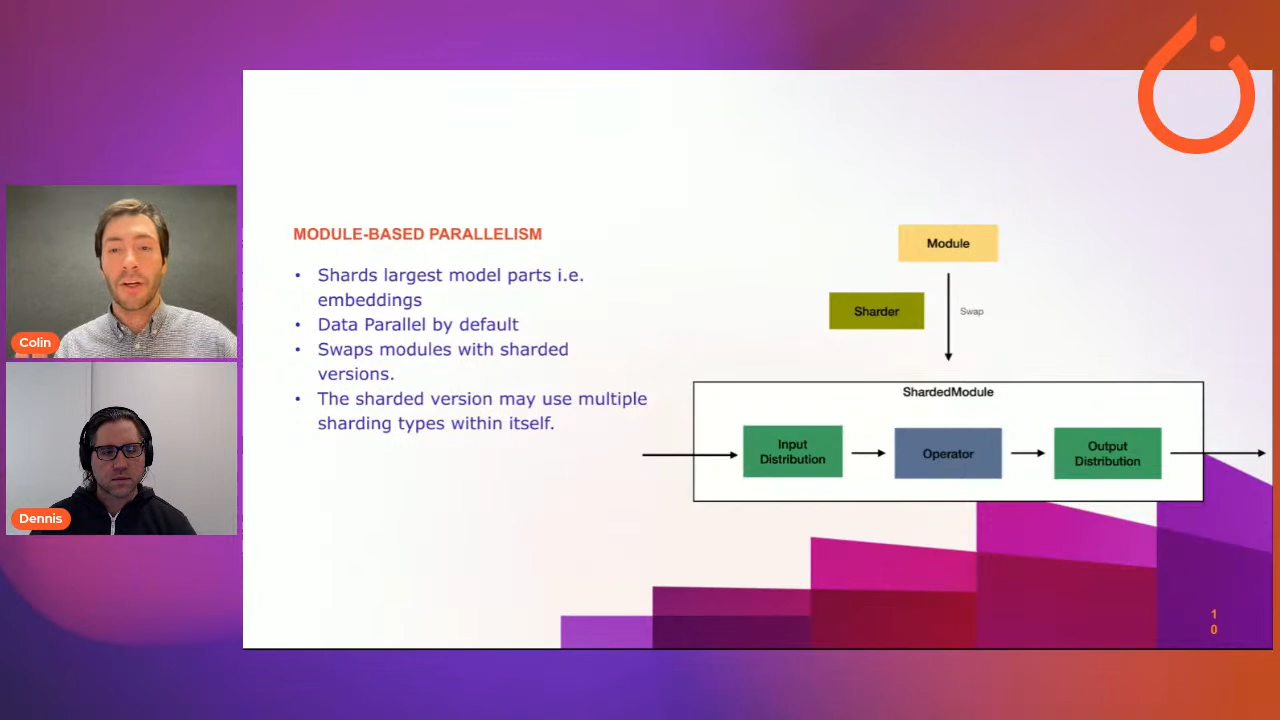 MODULE-BASED PARALLELISM
• Shards largest model parts i.e.
embeddings
• Data Parallel by default
• Swaps modules with sharded
versions.
• The sharded version may use multiple
sharding types within itself.
Module
Sharder
Swap
ShardedModule
Input
Distribution
Operator
Output
Distribution
1
0
Colin
Dennis